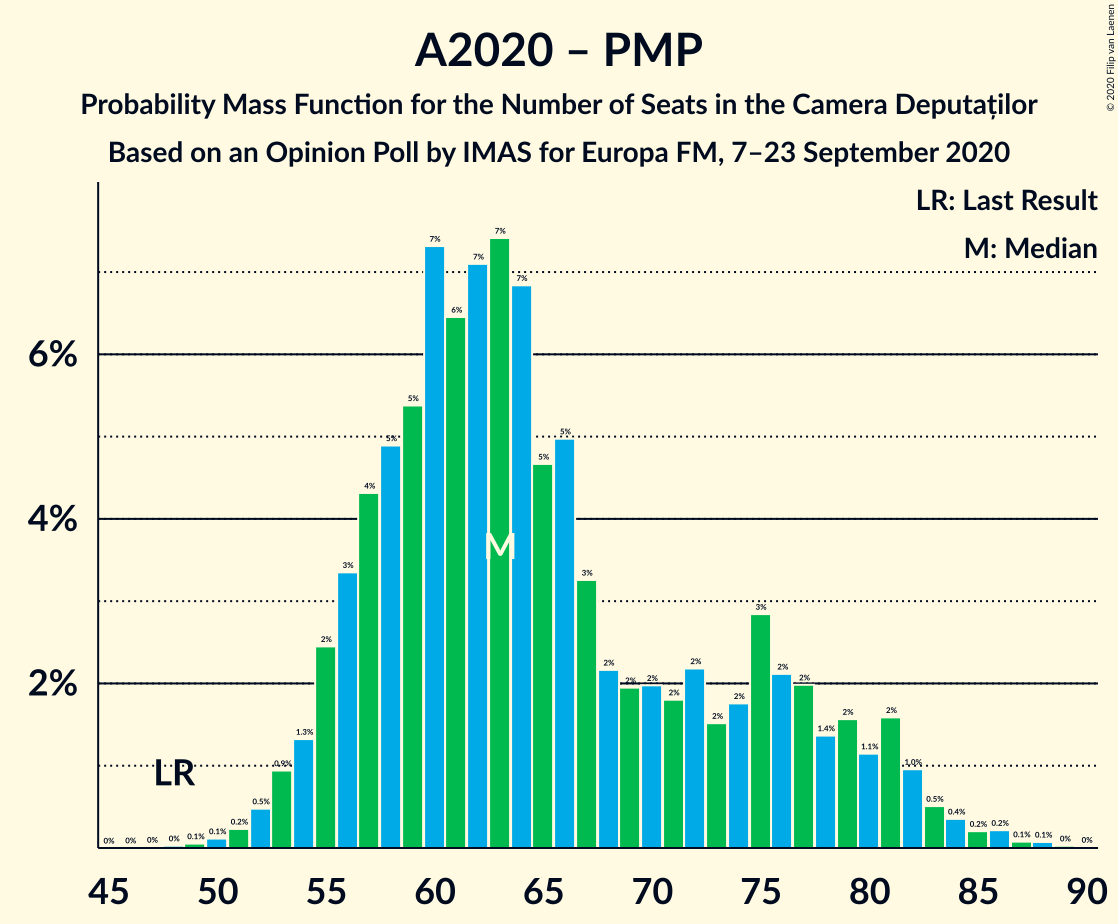 A2020 – PMP
Probability Mass Function for the Number of Seats in the Camera Deputaților
Based on an Opinion Poll by IMAS for Europa FM, 7–23 September 2020
© 2020 Filip van Laenen
LR: Last Result
M: Median
6%
4%
2%
0% 0% 0% 0% 0.1% 0.1% 0.2% 0.5% 0.9% 1.3% 2% 3% 4% 5% 5% 7% 6% 7% 7% 7% 5% 5% 3% 2% 2% 2% 2% 2% 2% 2% 3% 2% 2% 1.4% 2% 1.1% 2% 1.0% 0.5% 0.4% 0.2% 0.2% 0.1% 0.1% 0% 0%
M
LR
45 50 55 60 65 70 75 80 85 90